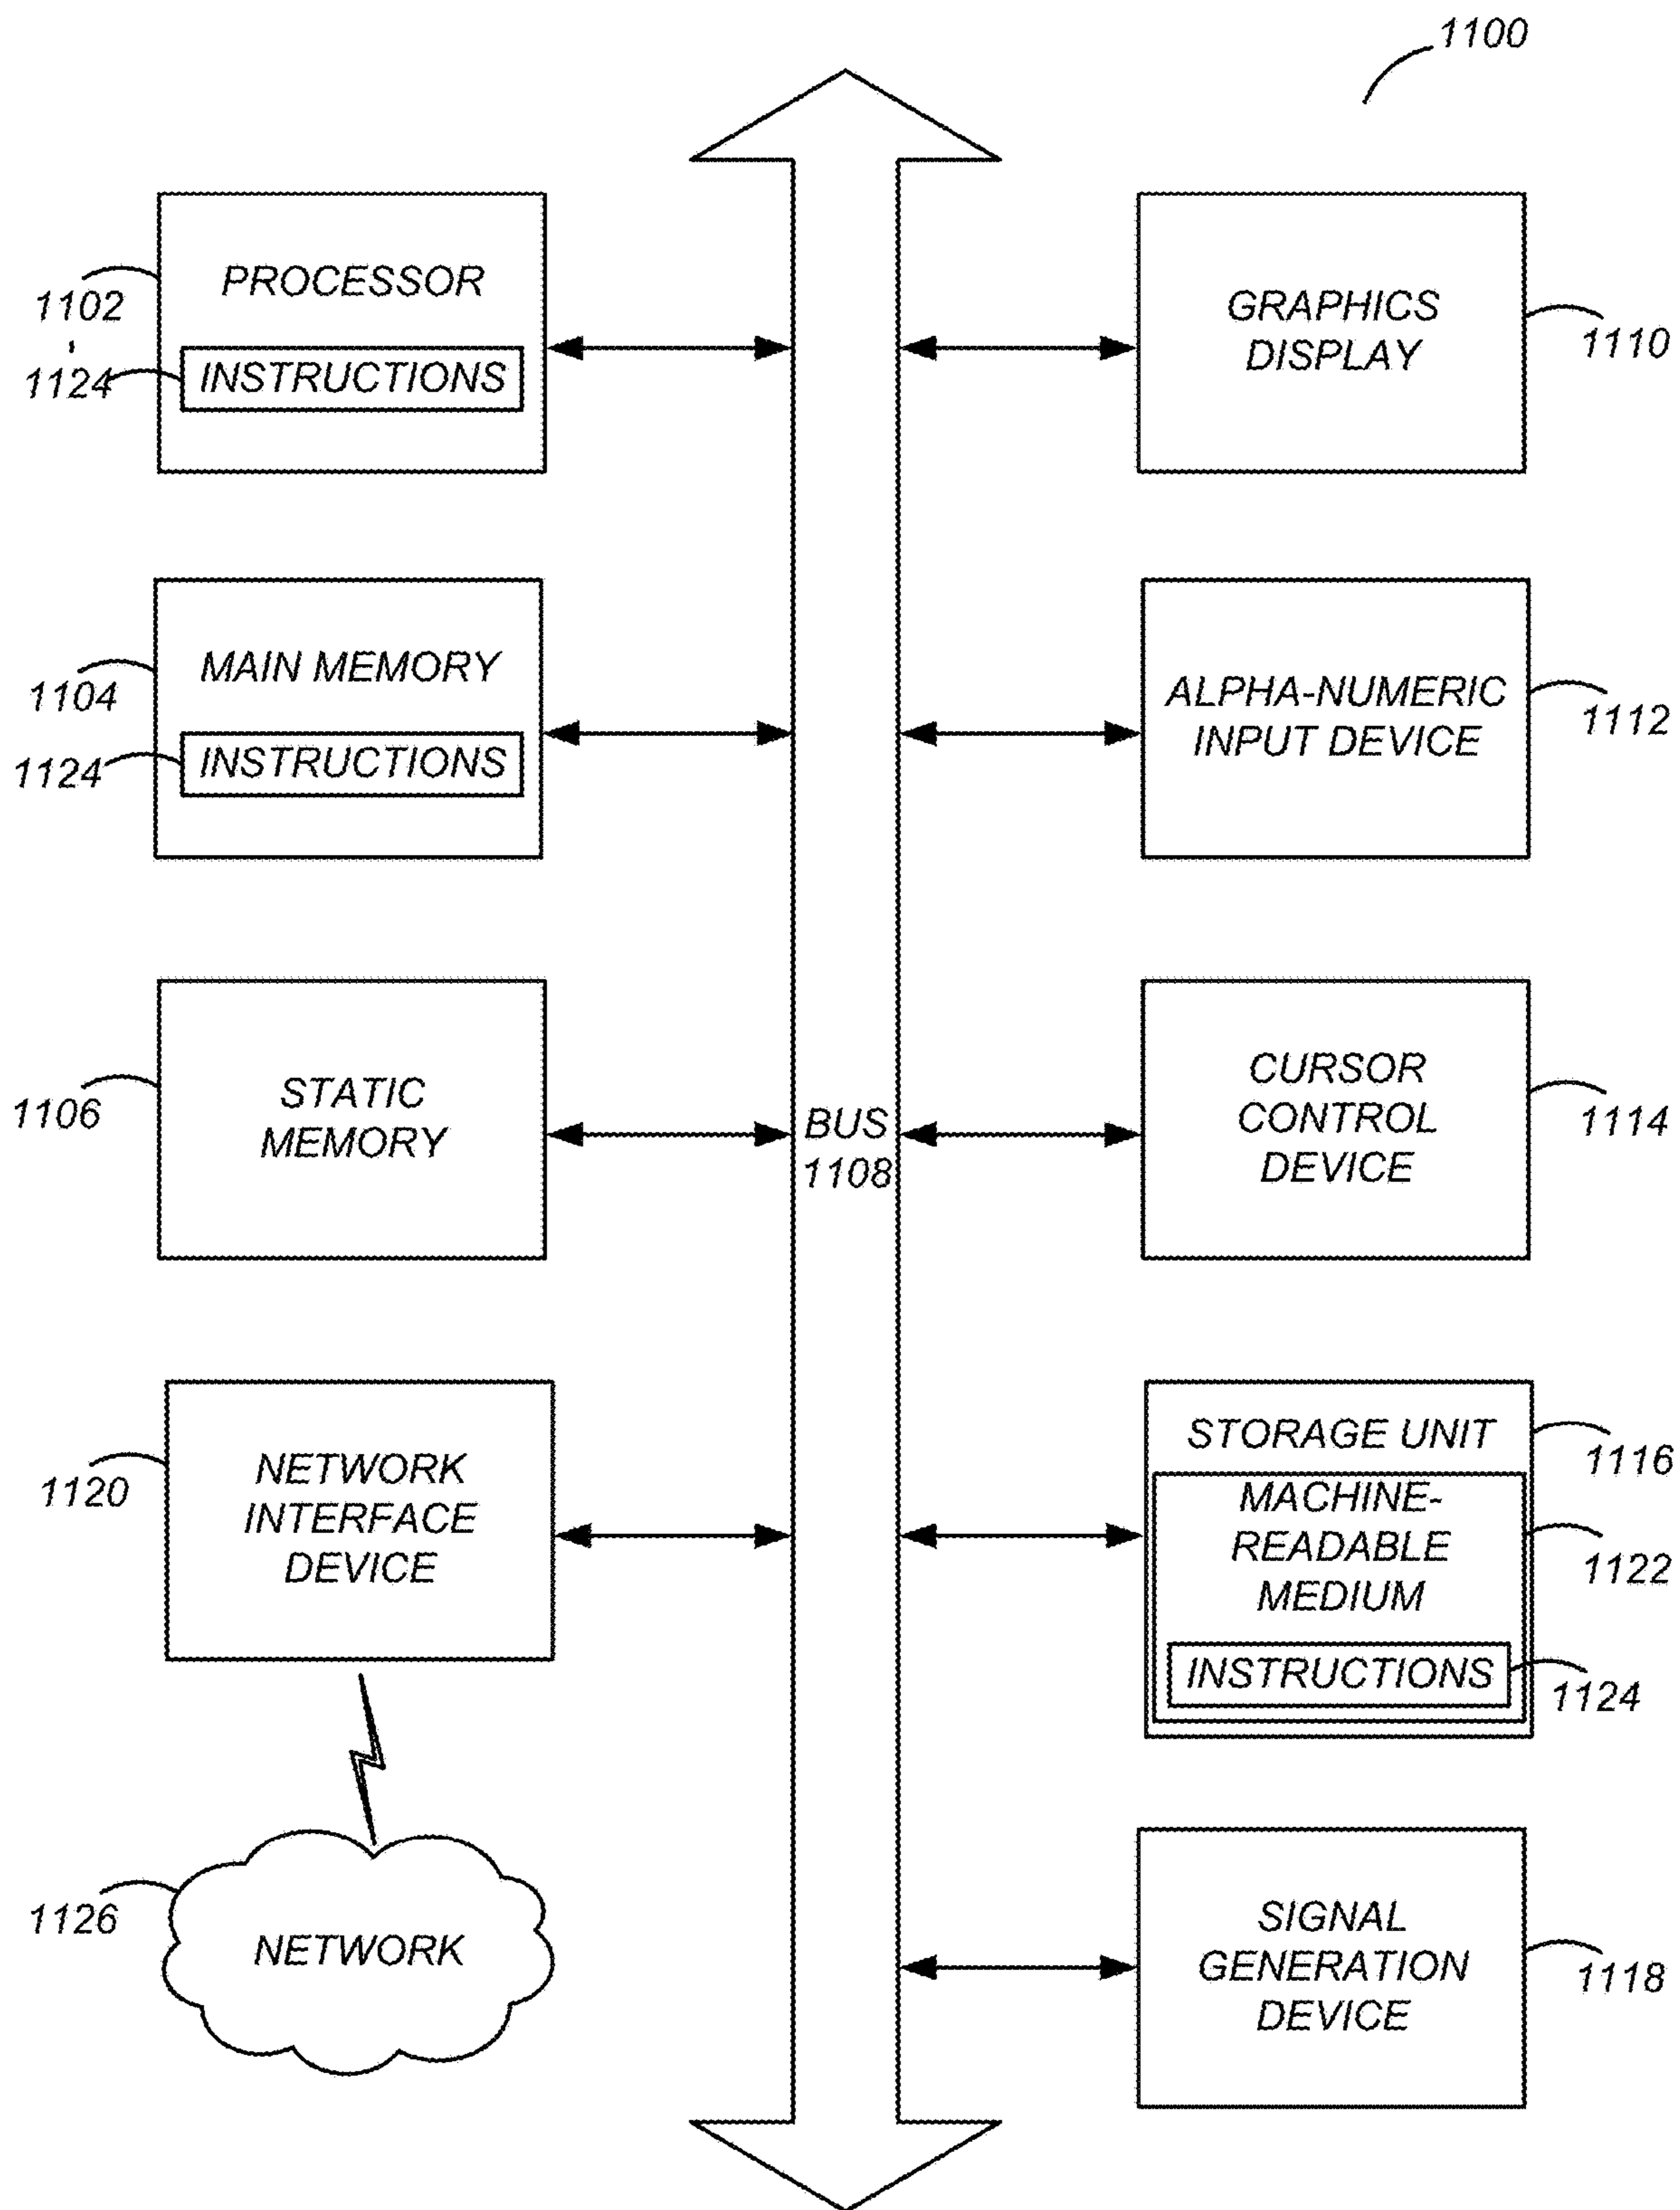 1100
PROCESSOR
1102
INSTRUCTIONS
1124
GRAPHICS
DISPLAY
1110
MAIN MEMORY
1104
INSTRUCTIONS
1124
ALPHA-NUMERIC
INPUT DEVICE
1112
STATIC
MEMORY
1106
BUS
1108
CURSOR
CONTROL
DEVICE
1114
NETWORK
INTERFACE
DEVICE
1120
STORAGE UNIT
1116
MACHINE-
READABLE
MEDIUM
1122
INSTRUCTIONS
1124
NETWORK
1126
SIGNAL
GENERATION
DEVICE
1118